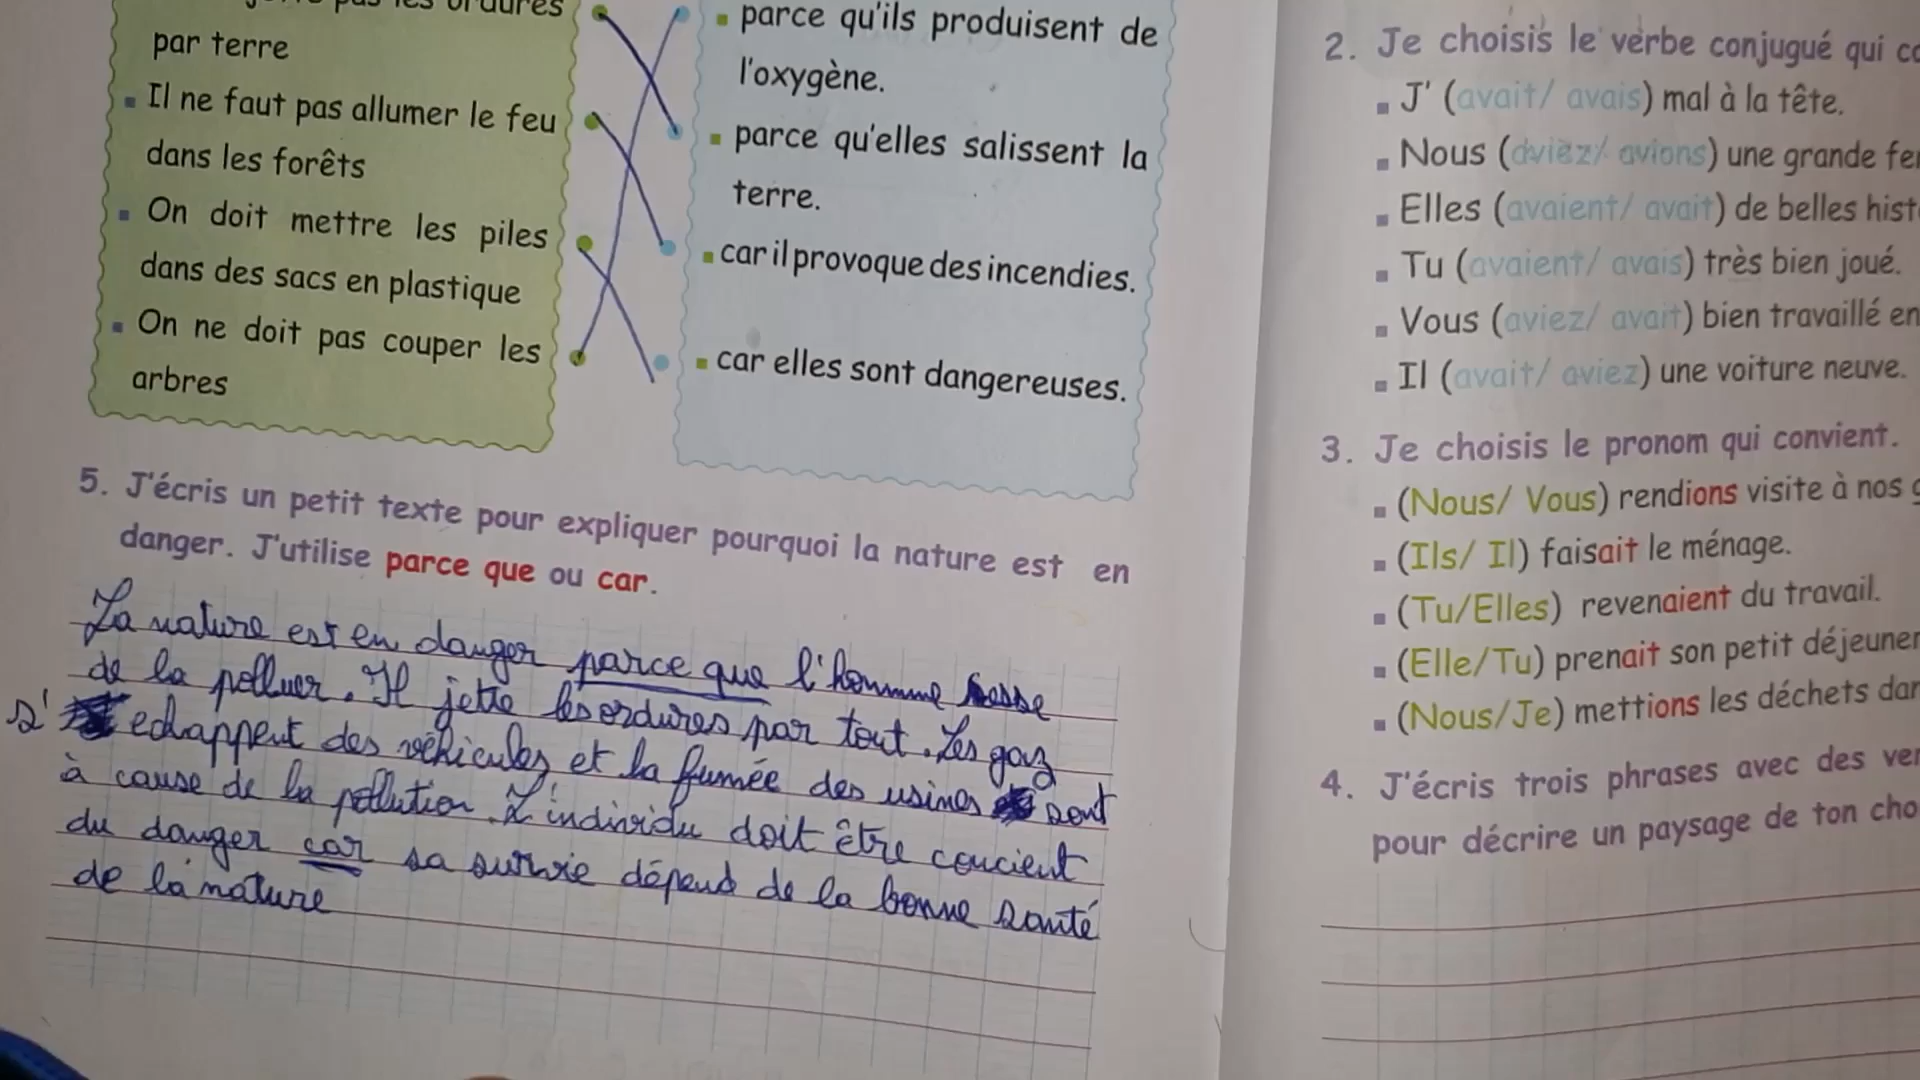 pas les ordures
par terre
Il ne faut pas allumer le feu
dans les forêts
On doit mettre les piles
dans des sacs en plastique
On ne doit pas couper les
arbres
parce qu'ils produisent de
l'oxygène.
parce qu'elles salissent la
terre.
car il provoque des incendies.
car elles sont dangereuses.
5. J'écris un petit texte pour expliquer pourquoi la nature est en
danger. J'utilise parce que ou car.
La nature est en danger parce que l'homme
de la polluer. Il jette les ordures par tout. Les gaz
s' echappent des véhicules et la fumée des usines sont
à cause de la pollution. L'individu doit être concient
du danger car sa survie dépend de la bonne santé
de la nature
2. Je choisis le verbe conjugué qui
J' (avait/ avais) mal à la tête.
Nous (aviez/ avions) une grande
Elles (avaient/ avait) de belles
Tu (avaient/ avais) très bien joué.
Vous (aviez/ avait) bien travaillé en
Il (avait/ aviez) une voiture neuve.
3. Je choisis le pronom qui convient.
(Nous/ Vous) rendions visite à nos
(Ils/ Il) faisait le ménage.
(Tu/Elles) revenaient du travail.
(Elle/Tu) prenait son petit déjeuner
(Nous/Je) mettions les déchets
4. J'écris trois phrases avec des
pour décrire un paysage de ton